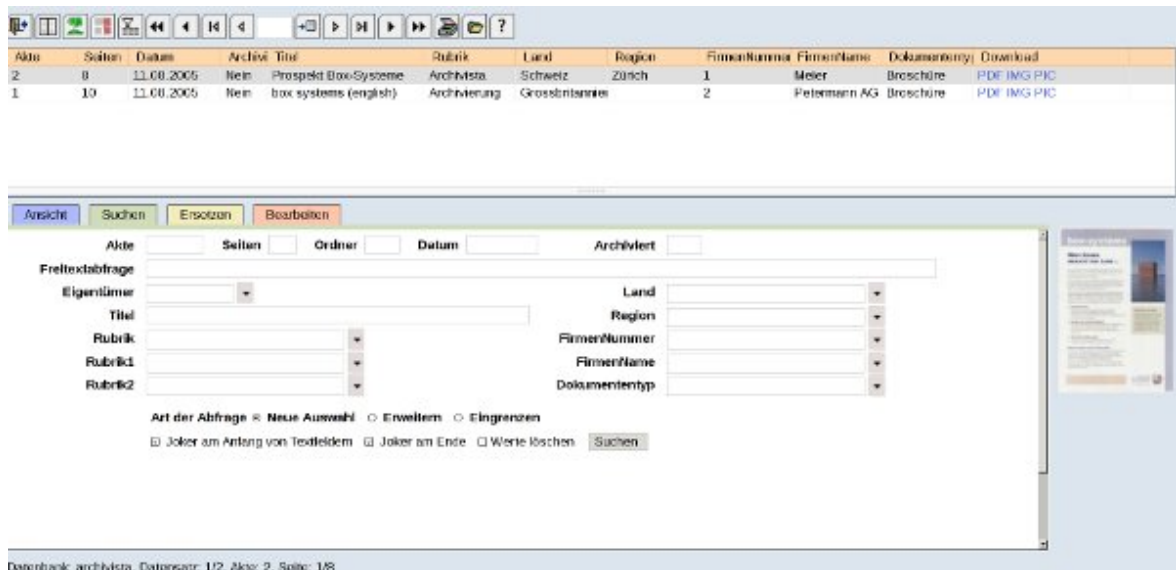 ?
Akte Seiten Datum Archivi Titel Rubrik Land Region FirmenNummer FirmenName Dokumententyp Download
2 8 11.08.2005 Nein Prospekt Box-Systeme Archivista Schweiz Zürich 1 Meier Broschüre PDF IMG PIC
1 10 11.08.2005 Nein box systems (english) Archivierung Grossbritannien 2 Petermann AG Broschüre PDF IMG PIC
Ansicht Suchen Ersetzen Bearbeiten
Akte Seiten Ordner Datum Archiviert
Freitextabfrage
Eigentümer Land
Titel Region
Rubrik FirmenNummer
Rubrik1 FirmenName
Rubrik2 Dokumententyp
Art der Abfrage Neue Auswahl Erweitern Eingrenzen
Joker am Anfang von Textfeldern Joker am Ende Werte löschen Suchen
Datenbank: archivista, Datensatz: 1/2, Akte: 2, Seite: 1/8